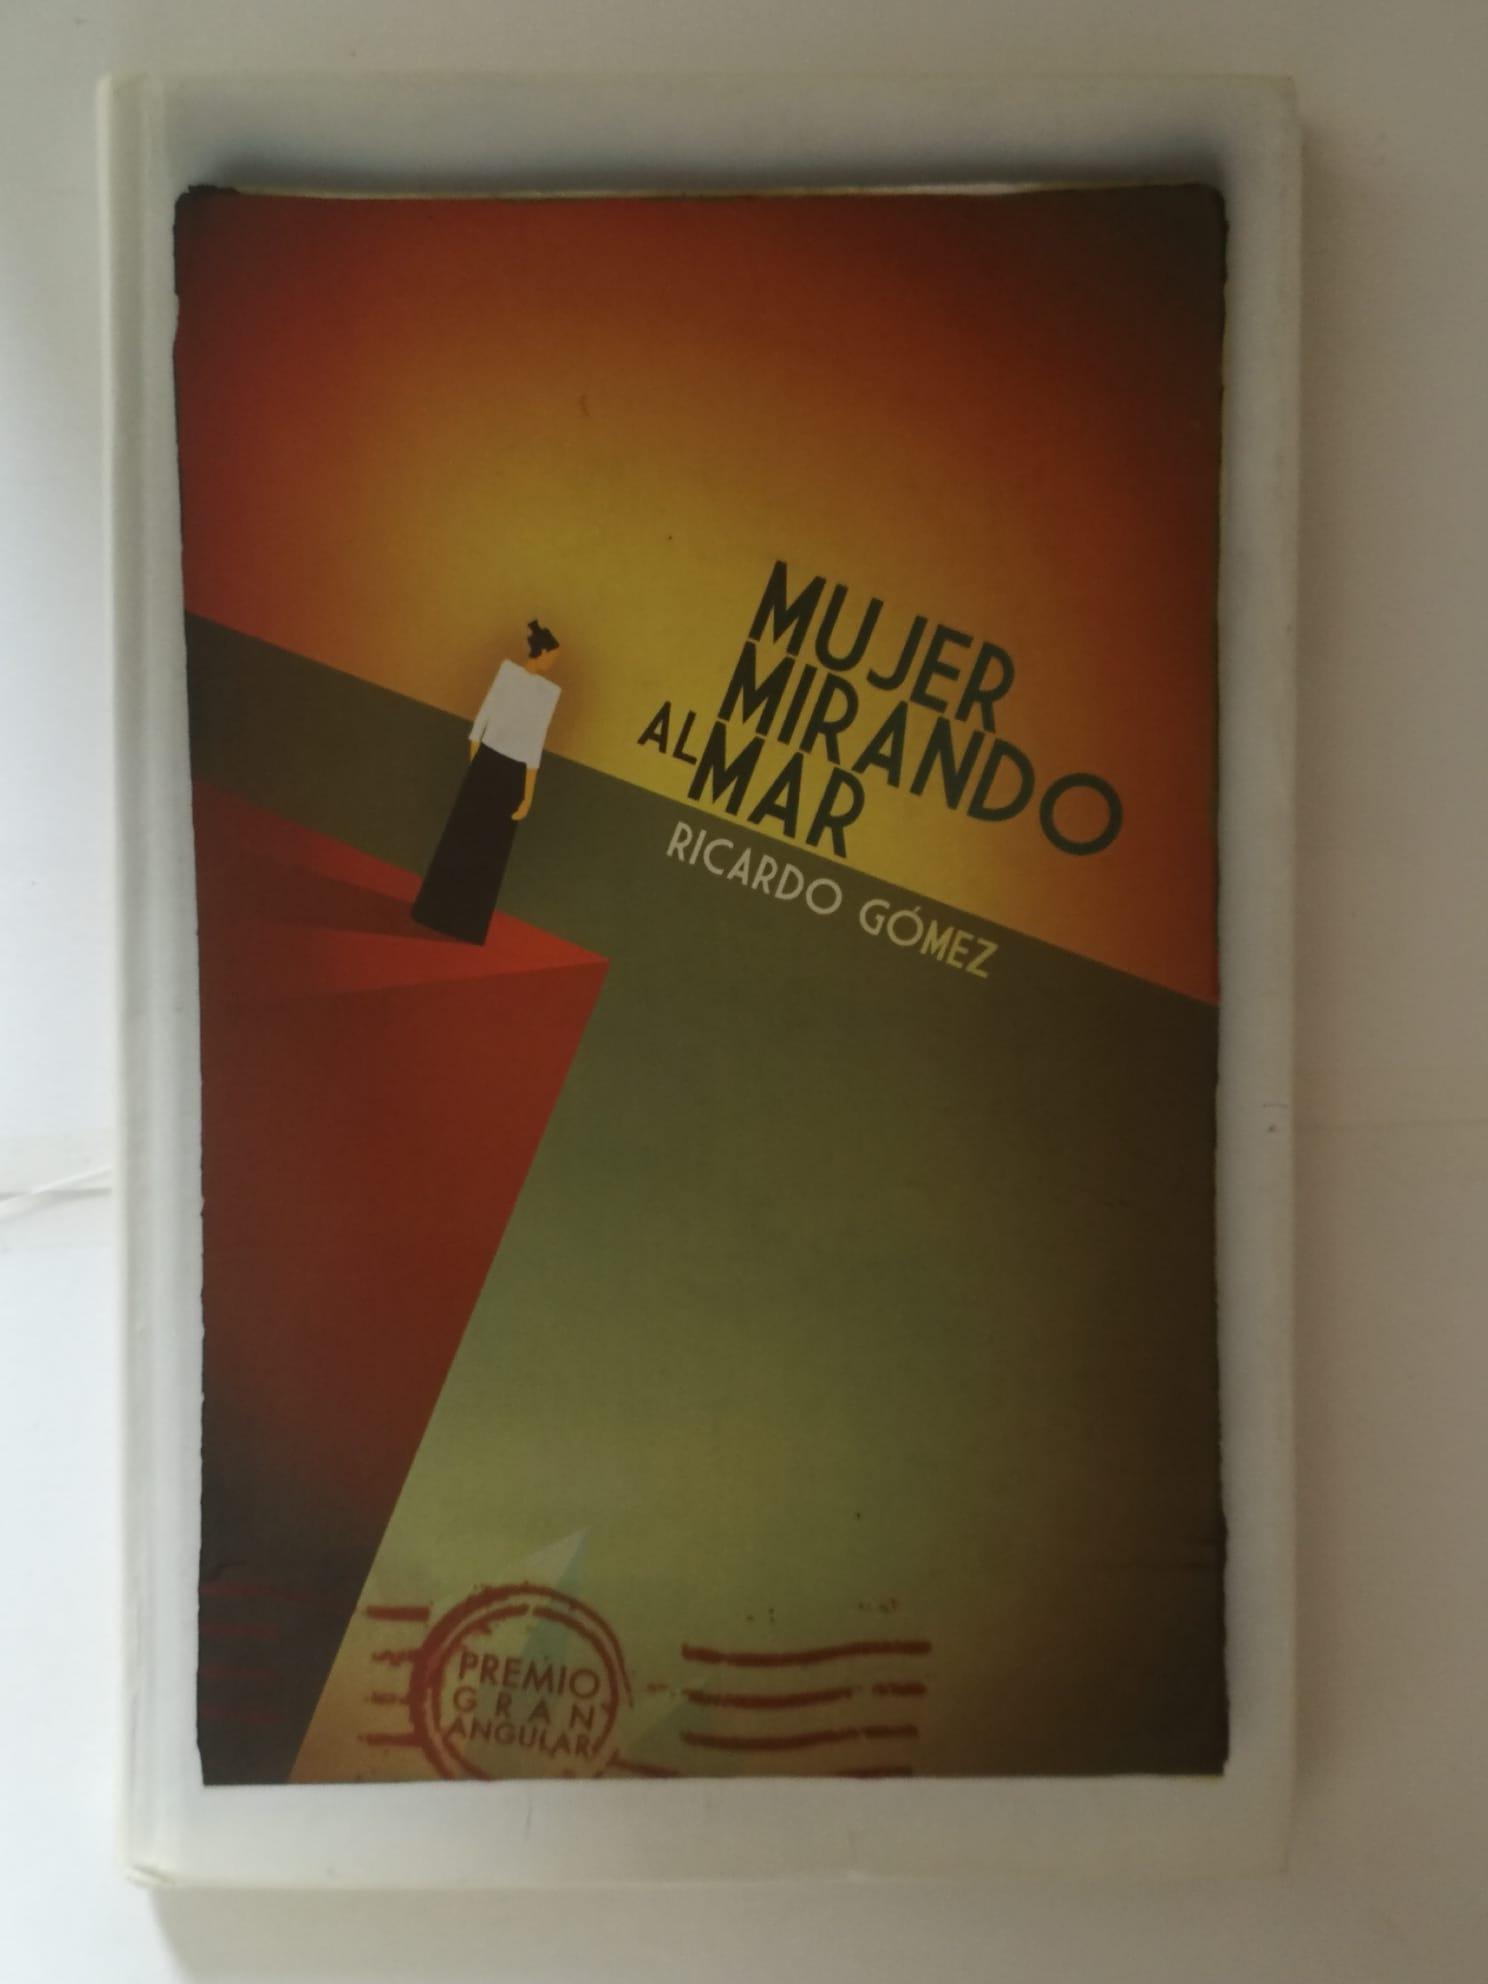 MUJER
MIRANDO
AL MAR
RICARDO GÓMEZ
PREMIO
GRAN
ANGULAR